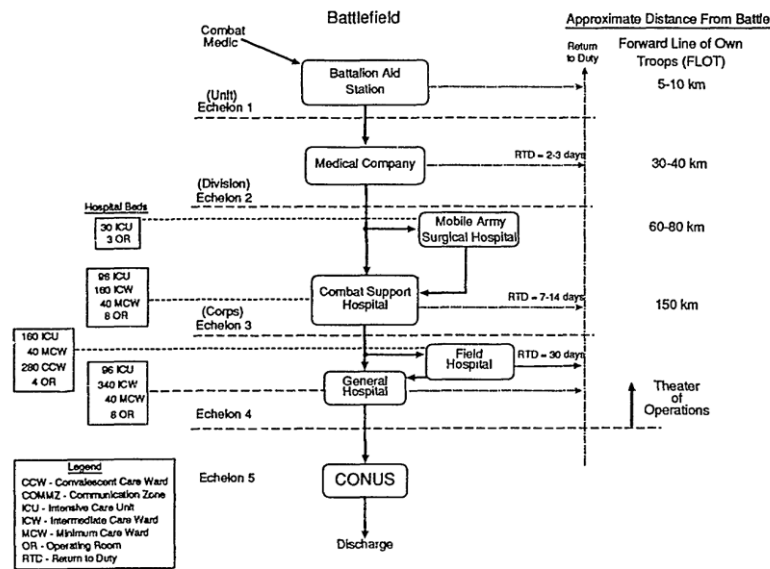 Battlefield
Approximate Distance From Battle
Combat
Medic
Return
to Duty
Forward Line of Own
Troops (FLOT)
Battalion Aid
Station
5-10 km
(Unit)
Echelon 1
Medical Company
RTD = 2-3 days
30-40 km
(Division)
Echelon 2
Hospital Beds
30 ICU
3 OR
Mobile Army
Surgical Hospital
60-80 km
96 ICU
160 ICW
40 MCW
8 OR
Combat Support
Hospital
RTD = 7-14 days
150 km
(Corps)
Echelon 3
160 ICU
40 MCW
280 CCW
4 OR
Field
Hospital
RTD = 30 days
96 ICU
340 ICW
40 MCW
8 OR
General
Hospital
Theater
of
Operations
Echelon 4
Legend
CCW - Convalescent Care Ward
COMMZ - Communication Zone
ICU - Intensive Care Unit
ICW - Intermediate Care Ward
MCW - Minimum Care Ward
OR - Operating Room
RTD - Return to Duty
Echelon 5
CONUS
Discharge